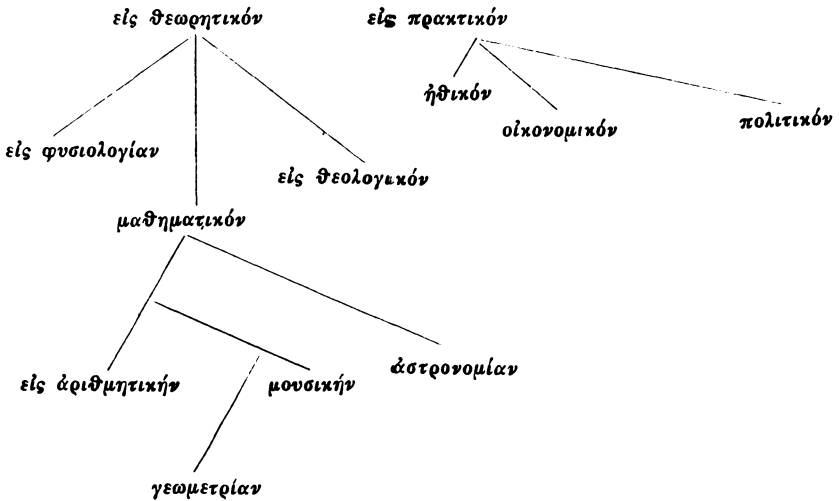 εἰς θεωρητικόν
εἰς πρακτικόν
ἠθικόν
οἰκονομικόν
πολιτικόν
εἰς φυσιολογίαν
εἰς θεολογικόν
μαθηματικόν
εἰς ἀριθμητικήν
μουσικήν
ἀστρονομίαν
γεωμετρίαν